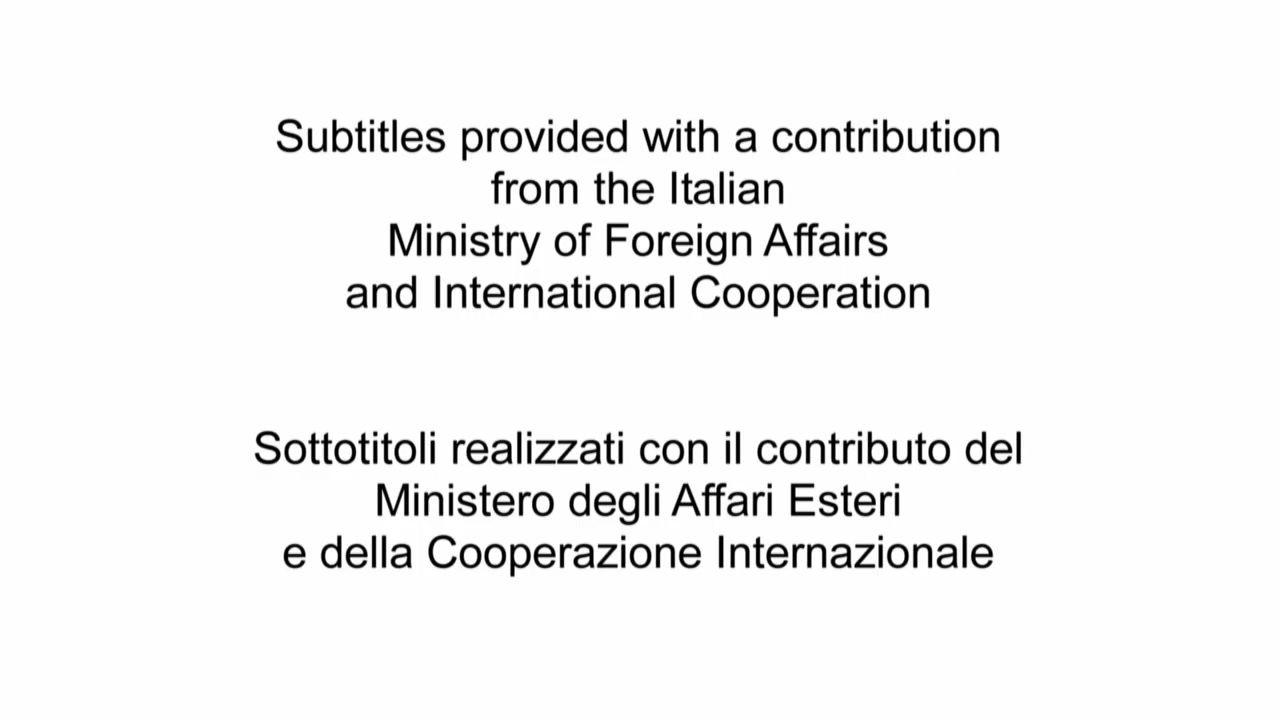 Subtitles provided with a contribution
from the Italian
Ministry of Foreign Affairs
and International Cooperation
Sottotitoli realizzati con il contributo del
Ministero degli Affari Esteri
e della Cooperazione Internazionale